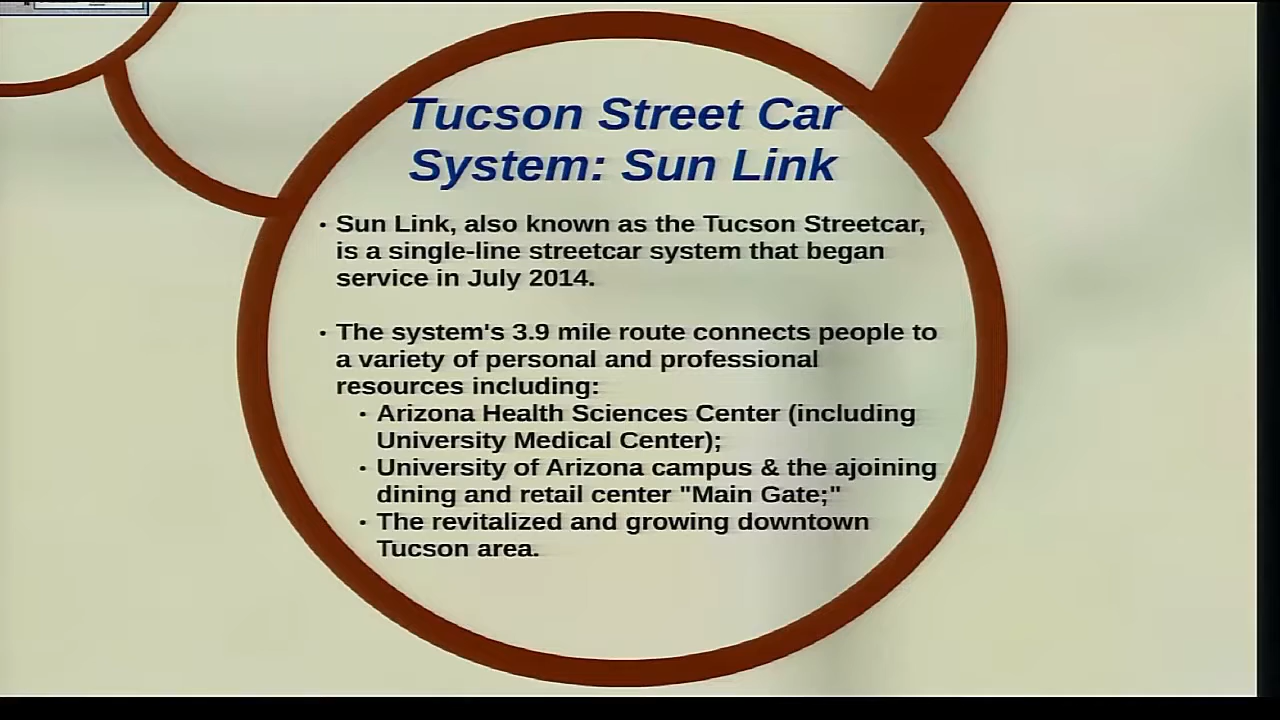 Tucson Street Car
System: Sun Link
• Sun Link, also known as the Tucson Streetcar,
is a single-line streetcar system that began
service in July 2014.
• The system's 3.9 mile route connects people to
a variety of personal and professional
resources including:
• Arizona Health Sciences Center (including
University Medical Center);
• University of Arizona campus & the ajoining
dining and retail center "Main Gate;"
• The revitalized and growing downtown
Tucson area.